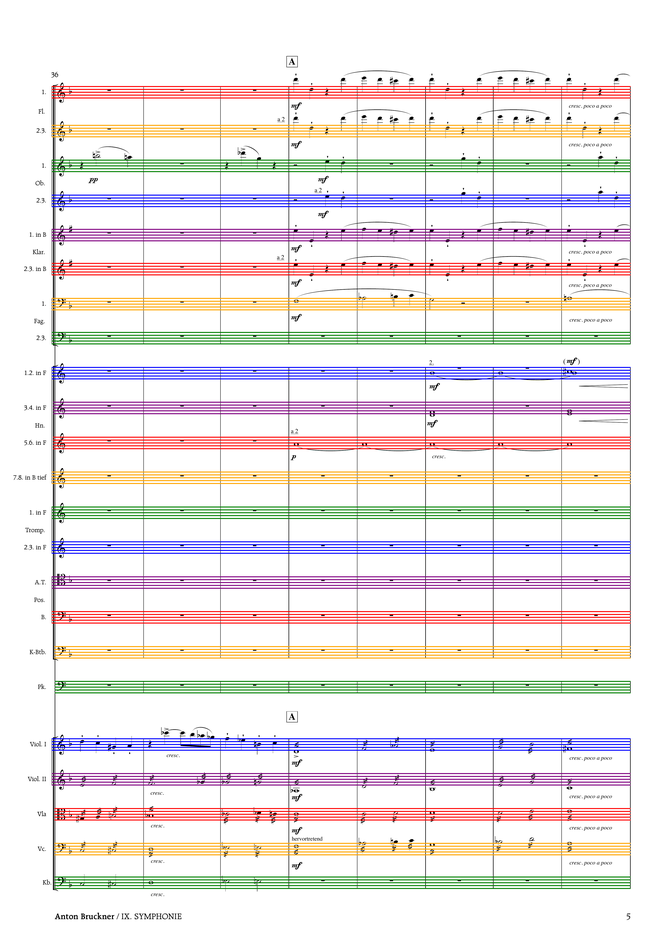 A
36
1.
mf
cresc. poco a poco
Fl.
a 2
2.3.
mf
cresc. poco a poco
1.
pp
mf
Ob.
a 2
2.3.
mf
1. in B
mf
cresc. poco a poco
Klar.
a 2
2.3. in B
mf
cresc. poco a poco
1.
mf
cresc. poco a poco
Fag.
2.3.
2.
(mf)
1.2. in F
mf
3.4. in F
mf
Hn.
a 2
5.6. in F
p
cresc.
7.8. in B tief
1. in F
Tromp.
2.3. in F
A.T.
Pos.
B.
K-Btb.
Pk.
A
Viol. I
cresc.
mf
cresc. poco a poco
Viol. II
cresc.
mf
cresc. poco a poco
Vla
cresc.
mf
cresc. poco a poco
hervortretend
Vc.
cresc.
mf
cresc. poco a poco
Kb.
cresc.
Anton Bruckner / IX. SYMPHONIE
5